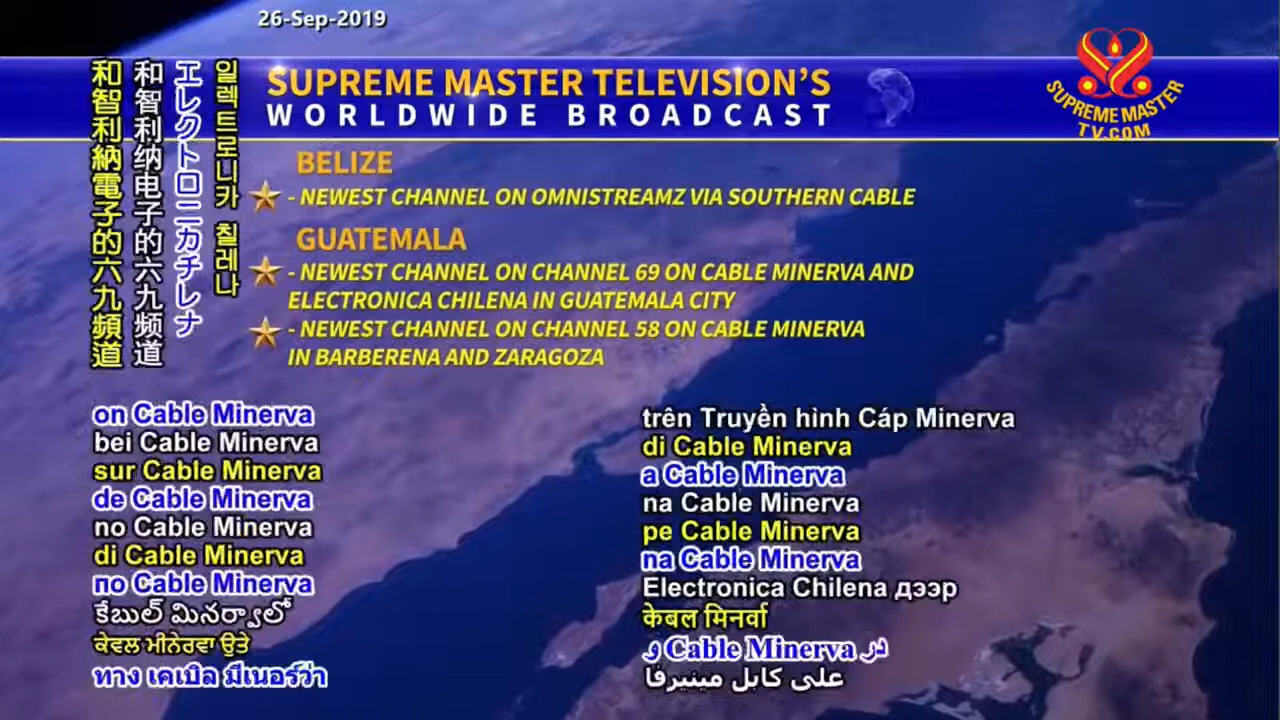 26-Sep-2019
SUPREME MASTER TELEVISION'S
WORLDWIDE BROADCAST
SUPREME MASTER
TV.COM
BELIZE
- NEWEST CHANNEL ON OMNISTREAMZ VIA SOUTHERN CABLE
GUATEMALA
- NEWEST CHANNEL ON CHANNEL 69 ON CABLE MINERVA AND
ELECTRONICA CHILENA IN GUATEMALA CITY
- NEWEST CHANNEL ON CHANNEL 58 ON CABLE MINERVA
IN BARBERENA AND ZARAGOZA
일렉트로니카 칠레나
エレクトロニカチレナ
和智利纳电子的六九频道
和智利納電子的六九頻道
on Cable Minerva
bei Cable Minerva
sur Cable Minerva
de Cable Minerva
no Cable Minerva
di Cable Minerva
no Cable Minerva
కేబుల్ మినర్వాలో
ਕੇਵਲ ਮੀਨੇਰਵਾ ਉਤੇ
ทาง เคเบิล มีเนอร์ว่า
trên Truyền hình Cáp Minerva
di Cable Minerva
a Cable Minerva
na Cable Minerva
pe Cable Minerva
na Cable Minerva
Electronica Chilena дээр
केबल मिनर्वा
در Cable Minerva و
على كابل مينيرفا